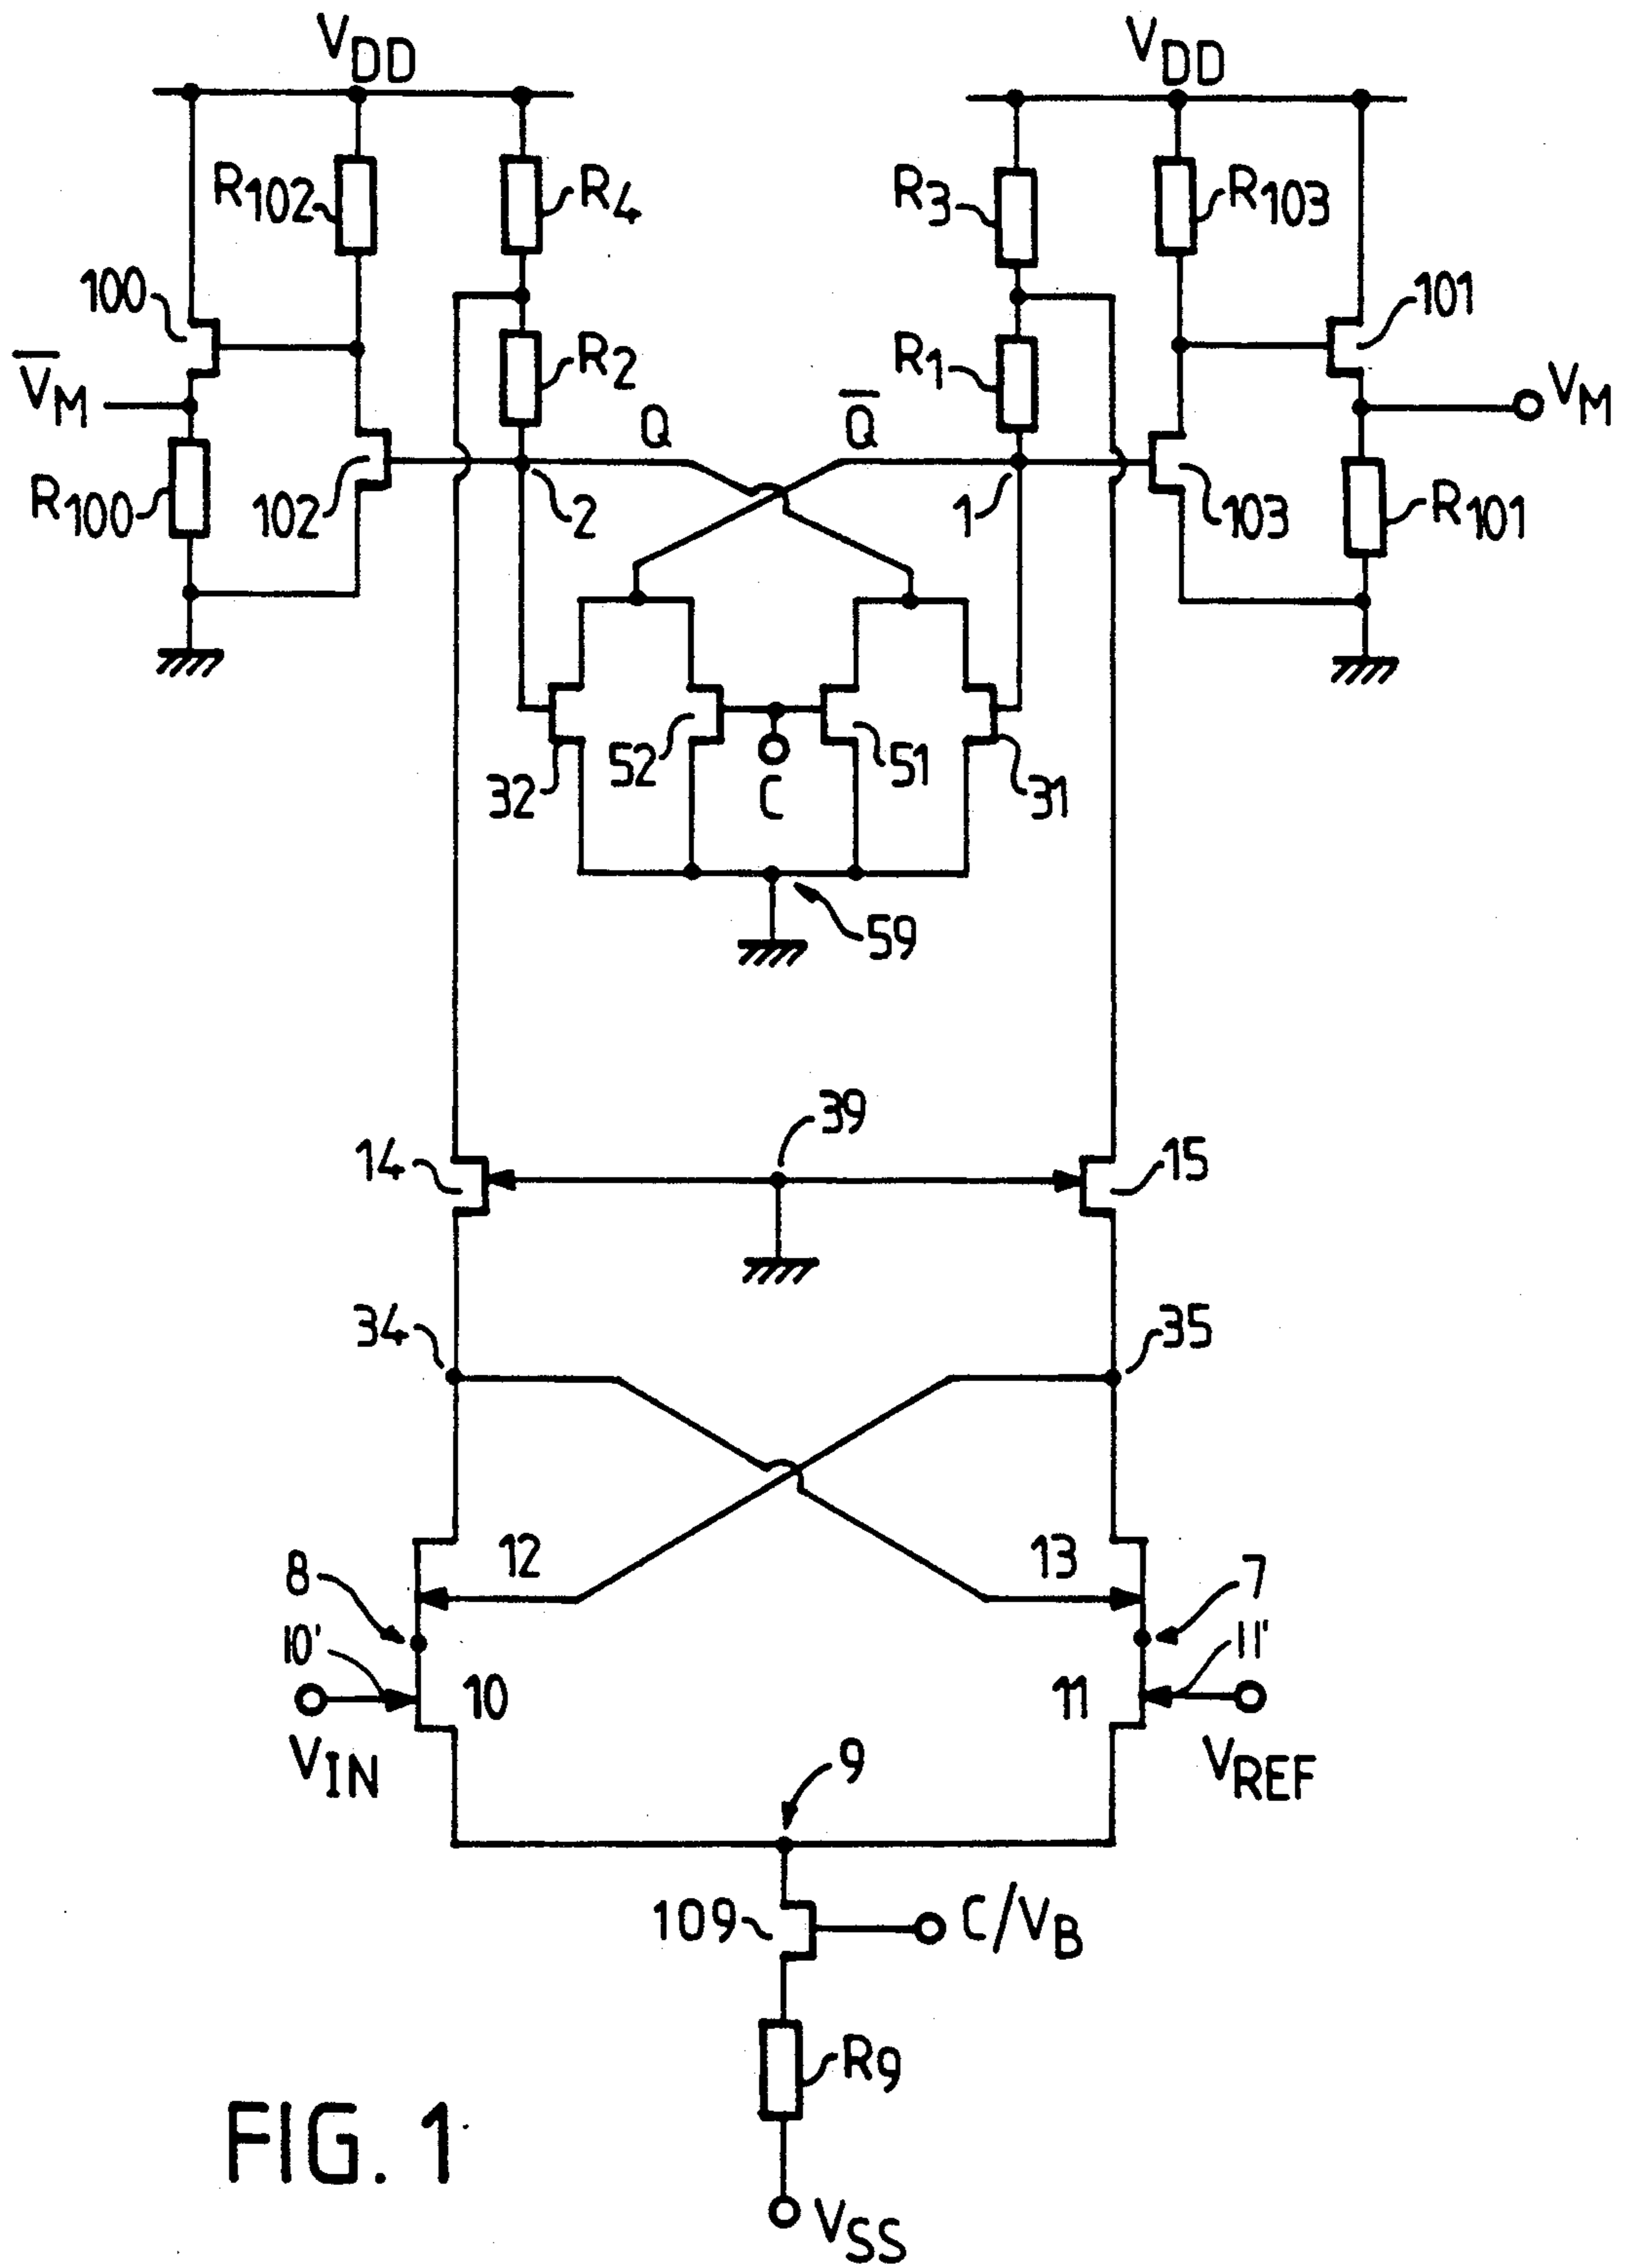 VDD VDD
R102 R4 R3 R103
100 101
V̅M R2 R1 VM
Q Q̅
R100 102 2 1 103 R101
32 52 C 51 31
59
39
14 15
34 35
8 12 13 7
10' 10 11 11'
VIN VREF
9
109 C/VB
R9
FIG. 1
VSS